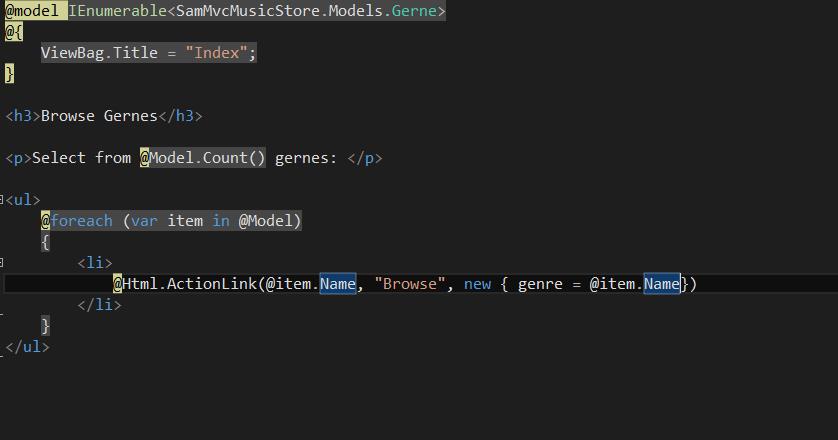 @model IEnumerable<SamMvcMusicStore.Models.Gerne>
@{
    ViewBag.Title = "Index";
}
<h3>Browse Gernes</h3>
<p>Select from @Model.Count() gernes: </p>
<ul>
    @foreach (var item in @Model)
    {
        <li>
            @Html.ActionLink(@item.Name, "Browse", new { genre = @item.Name})
        </li>
    }
</ul>